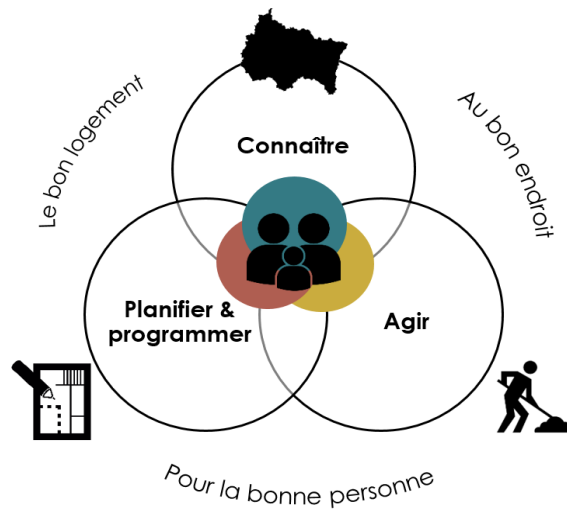 Le bon logement
Au bon endroit
Connaître
Planifier &
programmer
Agir
Pour la bonne personne